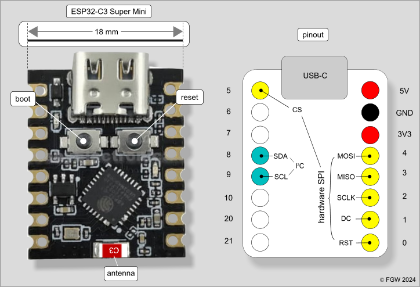 ESP32-C3 Super Mini
18 mm
boot
reset
antenna
C3
pinout
USB-C
5
5V
CS
6
GND
7
3V3
8
SDA
I²C
MOSI
4
9
SCL
MISO
3
hardware SPI
10
SCLK
2
20
DC
1
21
RST
0
© FGW 2024